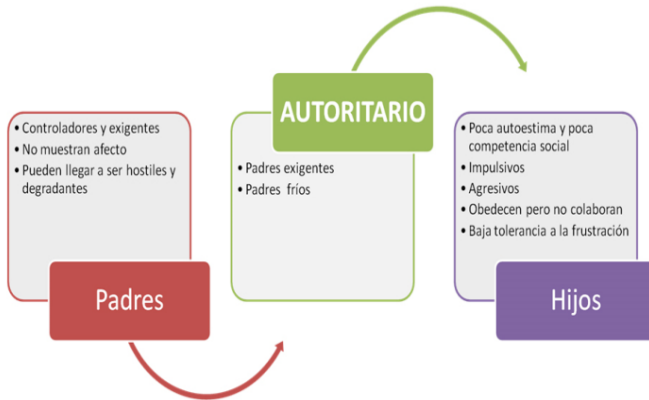 • Controladores y exigentes
• No muestran afecto
• Pueden llegar a ser hostiles y
degradantes
Padres
AUTORITARIO
• Padres exigentes
• Padres fríos
• Poca autoestima y poca
competencia social
• Impulsivos
• Agresivos
• Obedecen pero no colaboran
• Baja tolerancia a la frustración
Hijos